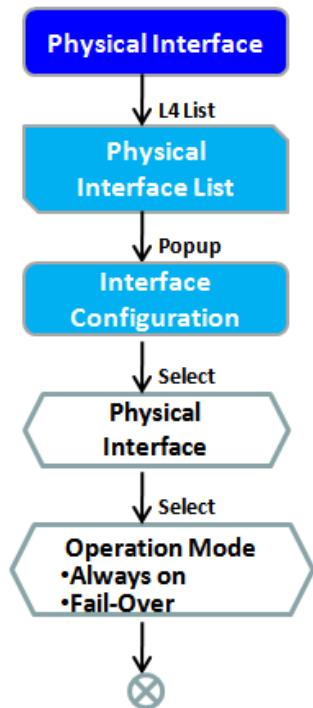 Physical Interface
L4 List
Physical
Interface List
Popup
Interface
Configuration
Select
Physical
Interface
Select
Operation Mode
•Always on
•Fail-Over